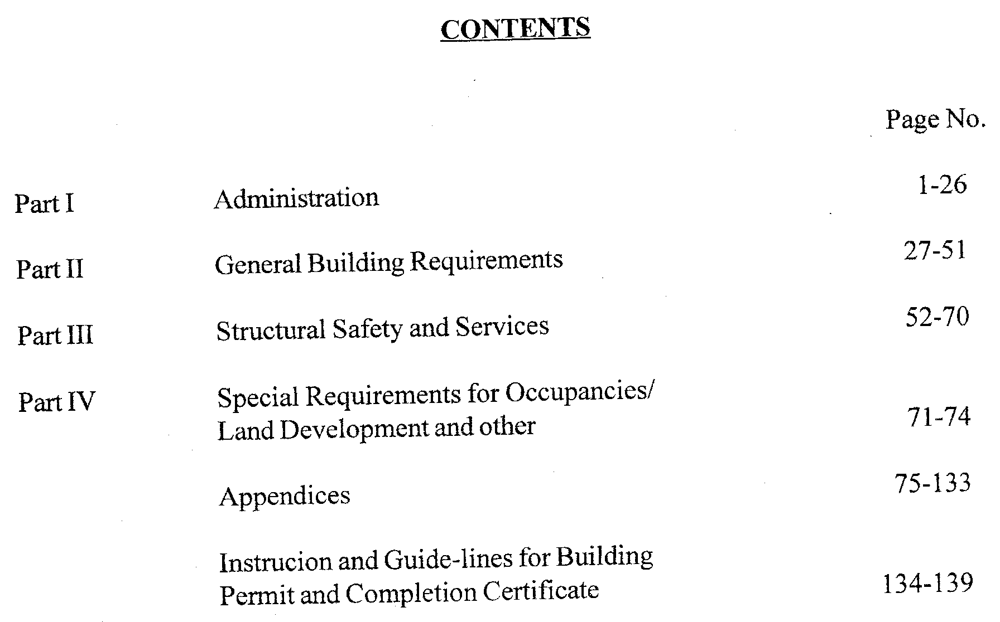 CONTENTS
Page No.
Part I Administration 1-26
Part II General Building Requirements 27-51
Part III Structural Safety and Services 52-70
Part IV Special Requirements for Occupancies/
Land Development and other 71-74
Appendices 75-133
Instrucion and Guide-lines for Building
Permit and Completion Certificate 134-139